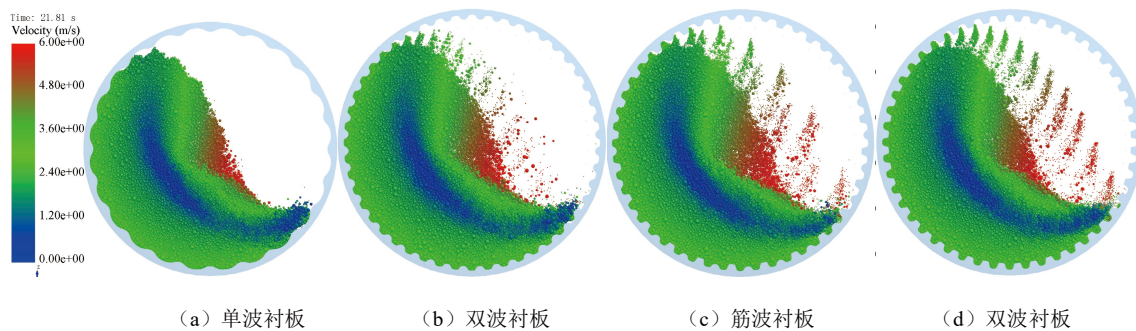 Time: 21.81 s
Velocity (m/s)
6.00e+00
4.80e+00
3.60e+00
2.40e+00
1.20e+00
0.00e+00
z
（a）单波衬板
（b）双波衬板
（c）筋波衬板
（d）双波衬板